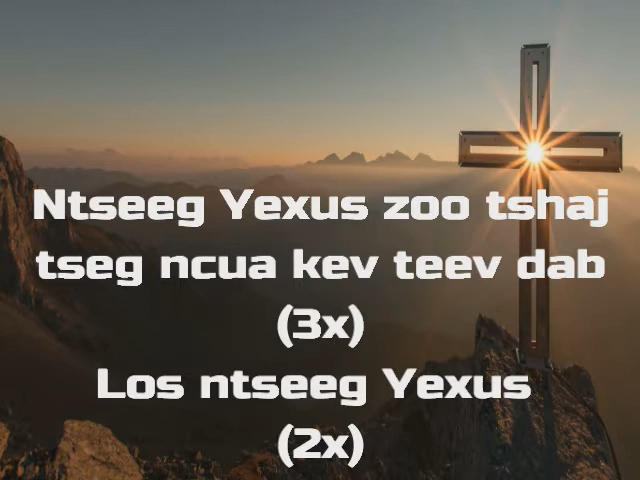 Ntseeg Yexus zoo tshaj
tseg ncua kev teev dab
(3x)
Los ntseeg Yexus
(2x)